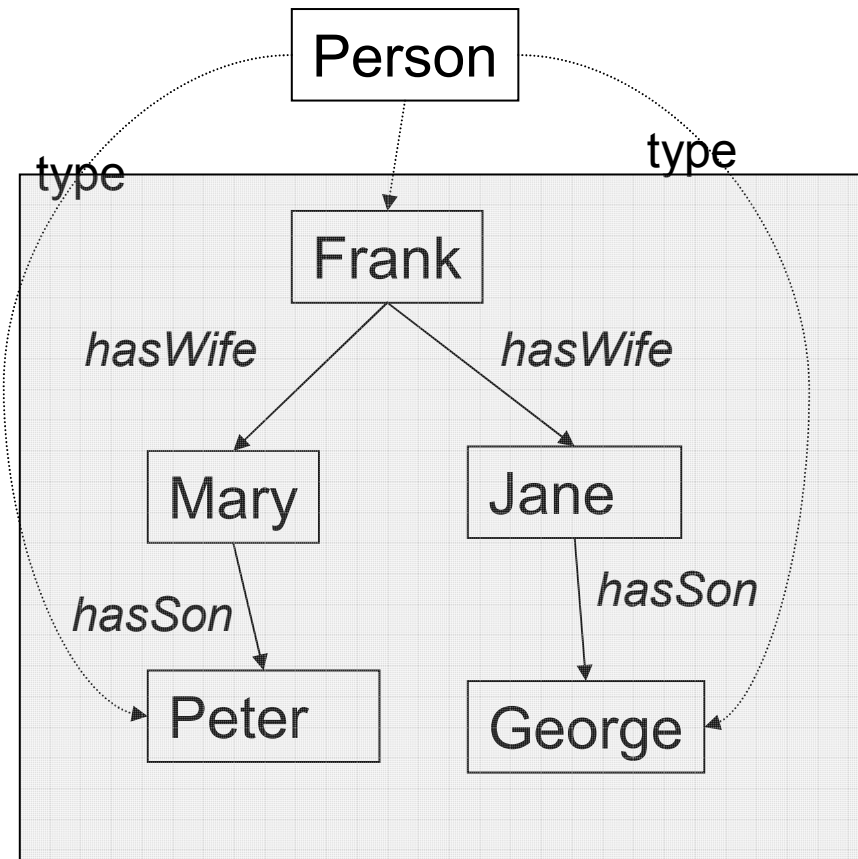 Person
type
type
Frank
hasWife
hasWife
Mary
Jane
hasSon
hasSon
Peter
George